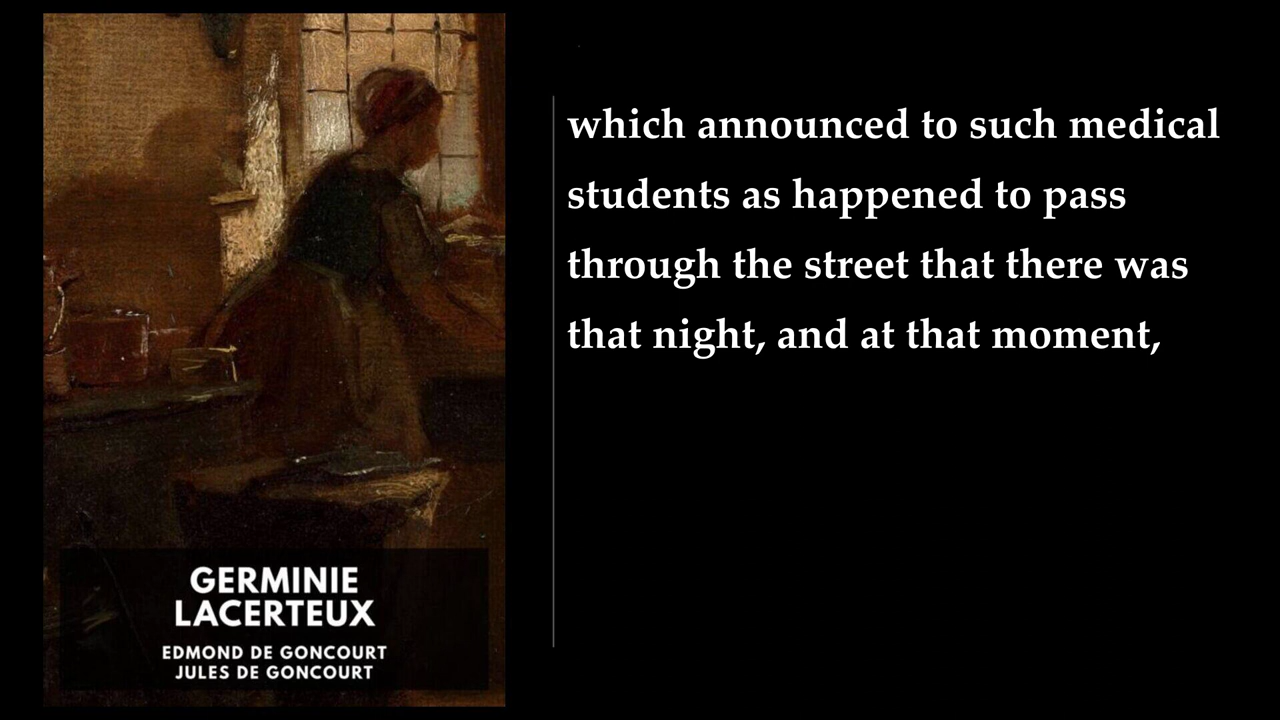 which announced to such medical
students as happened to pass
through the street that there was
that night, and at that moment,
GERMINIE
LACERTEUX
EDMOND DE GONCOURT
JULES DE GONCOURT